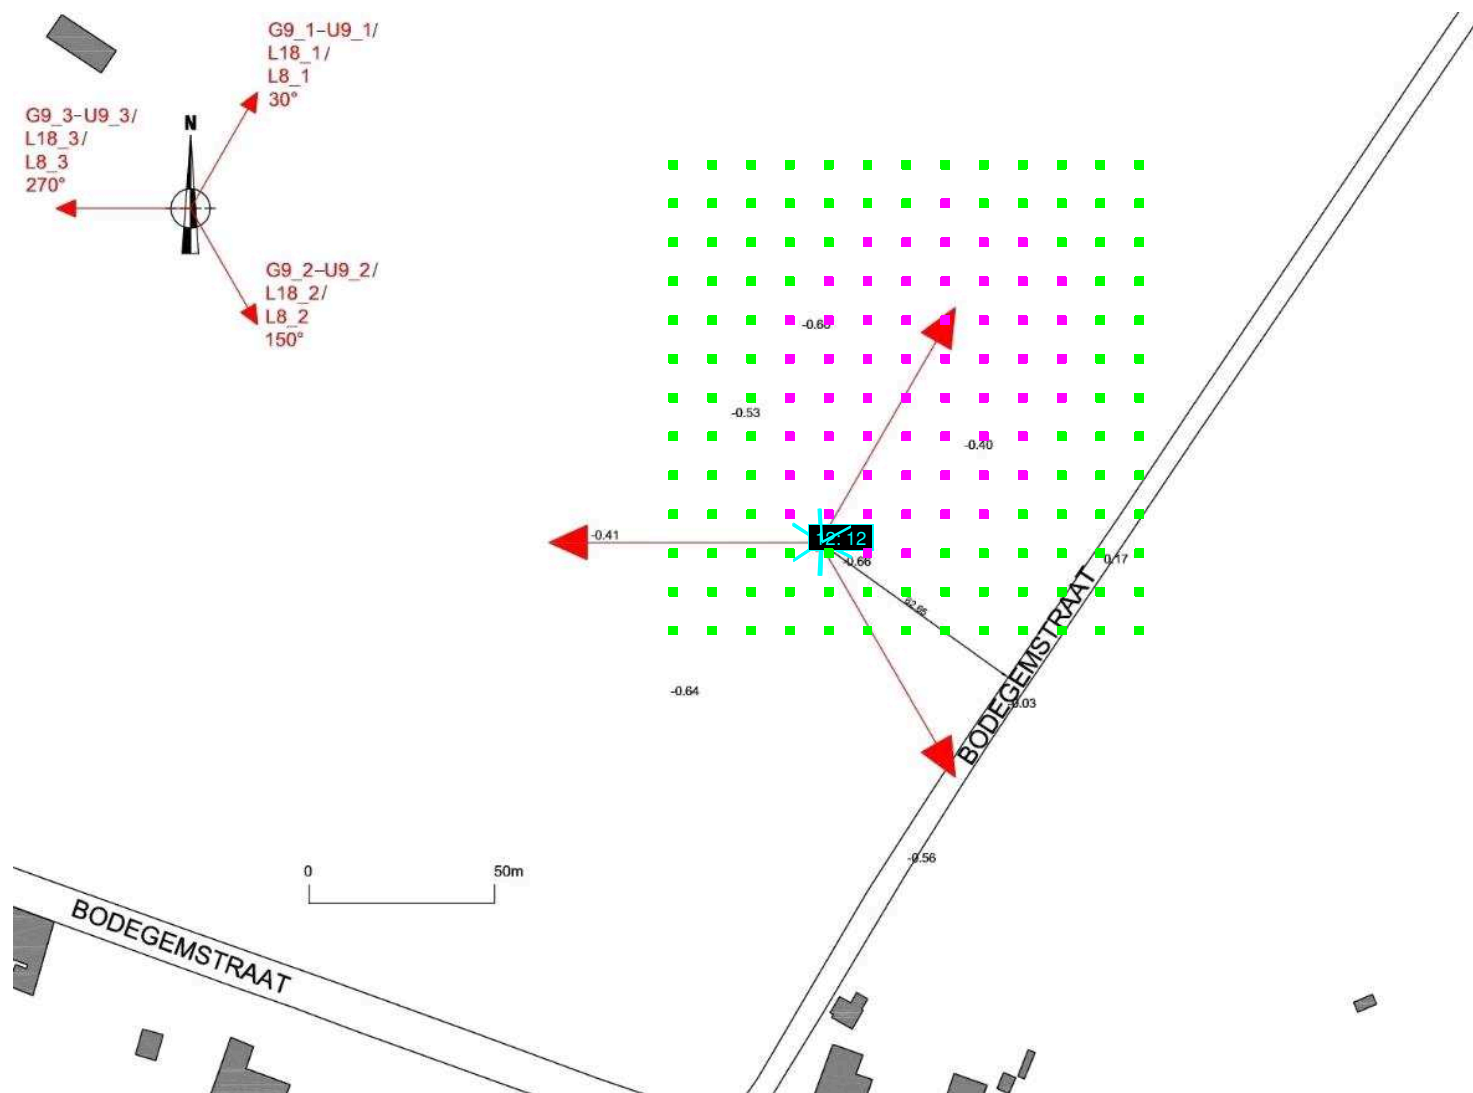 G9_1-U9_1/
L18_1/
L8_1
30°
G9_3-U9_3/
L18_3/
L8_3
270°
N
G9_2-U9_2/
L18_2/
L8_2
150°
-0.53
-0.40
-0.41
12: 12
-0.66
0.17
-0.64
BODEGEMSTRAAT
-0.03
-0.56
0
50m
BODEGEMSTRAAT